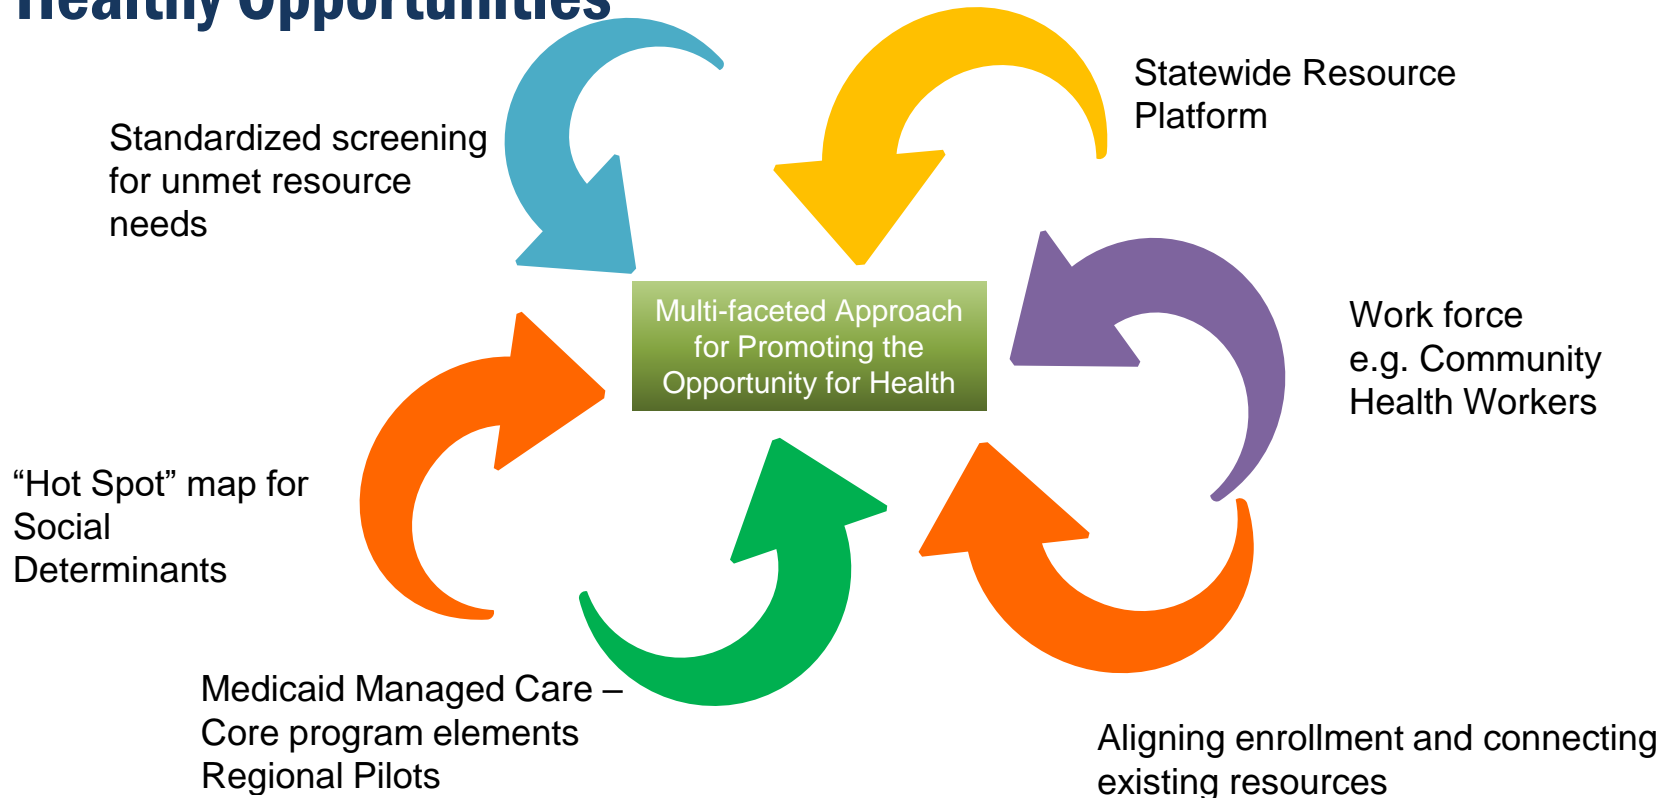 Healthy Opportunities
Statewide Resource
Platform
Standardized screening
for unmet resource
needs
Multi-faceted Approach
for Promoting the
Opportunity for Health
Work force
e.g. Community
Health Workers
“Hot Spot” map for
Social
Determinants
Medicaid Managed Care –
Core program elements
Regional Pilots
Aligning enrollment and connecting
existing resources